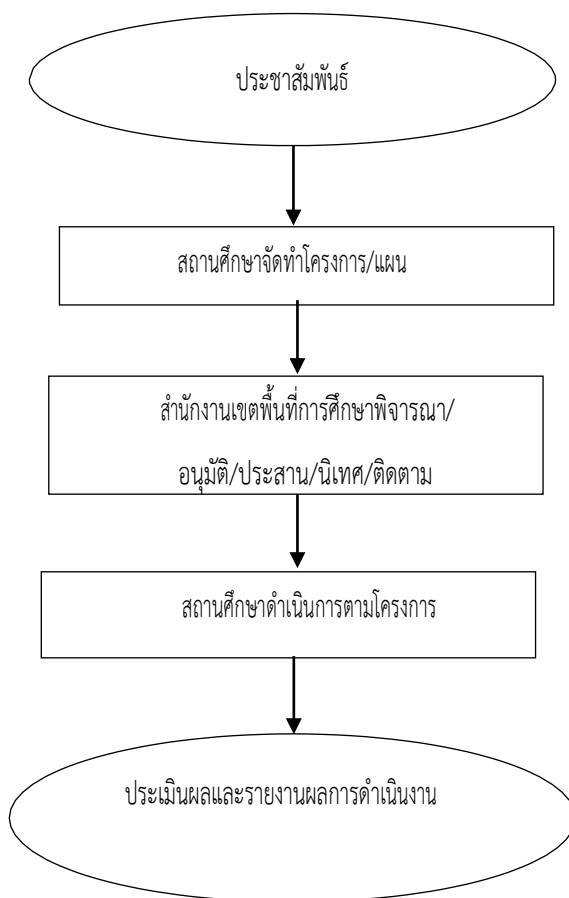 ประชาสัมพันธ์
สถานศึกษาจัดทำโครงการ/แผน
สำนักงานเขตพื้นที่การศึกษาพิจารณา/
อนุมัติ/ประสาน/นิเทศ/ติดตาม
สถานศึกษาดำเนินการตามโครงการ
ประเมินผลและรายงานผลการดำเนินงาน